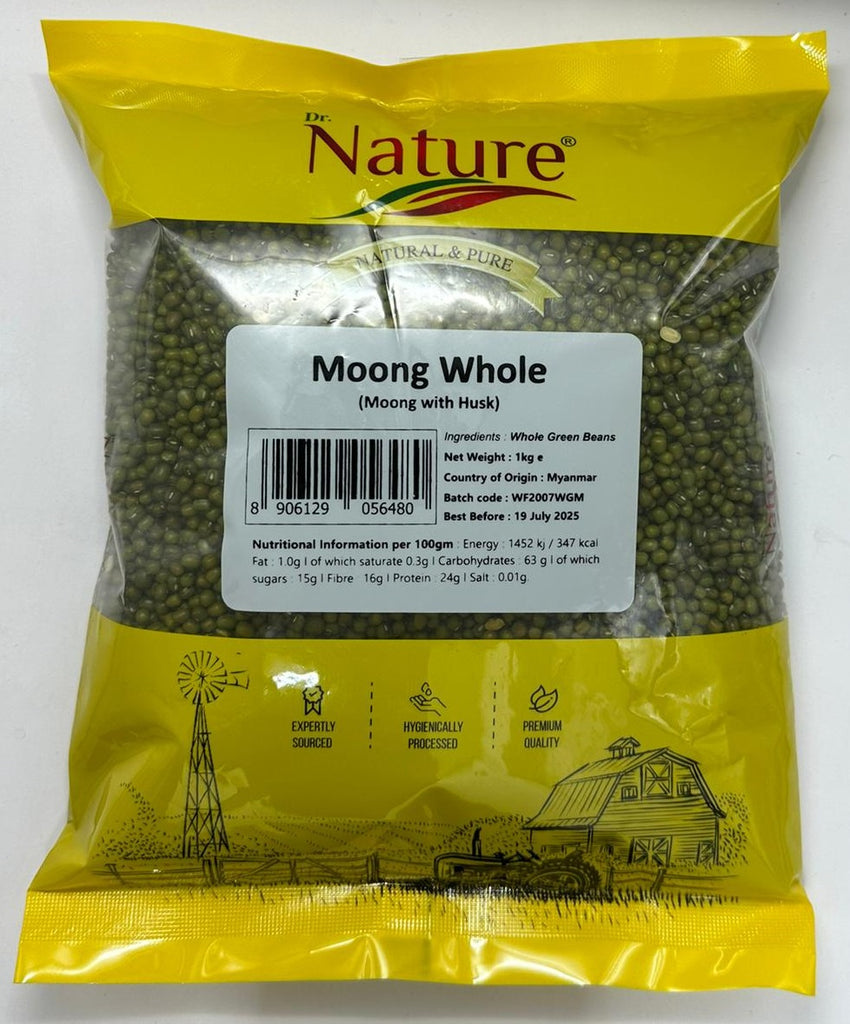 Dr.
Nature®
NATURAL & PURE
Moong Whole
(Moong with Husk)
Ingredients : Whole Green Beans
Net Weight : 1kg e
Country of Origin : Myanmar
Batch code : WF2007WGM
Best Before : 19 July 2025
8 906129 056480
Nutritional Information per 100gm : Energy : 1452 kj / 347 kcal
Fat : 1.0g l of which saturate 0.3g l Carbohydrates : 63 g l of which
sugars : 15g l Fibre 16g l Protein : 24g l Salt : 0.01g.
Nature
EXPERTLY
SOURCED
HYGIENICALLY
PROCESSED
PREMIUM
QUALITY